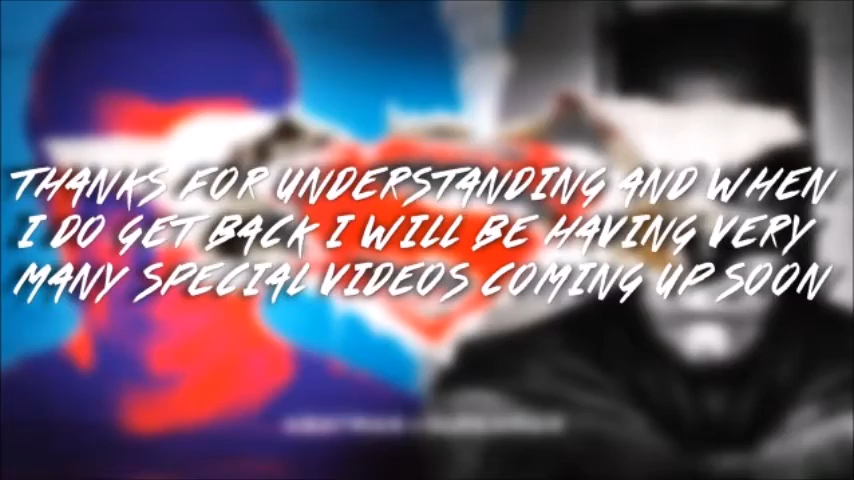 THANKS FOR UNDERSTANDING AND WHEN
I DO GET BACK I WILL BE HAVING VERY
MANY SPECIAL VIDEOS COMING UP SOON